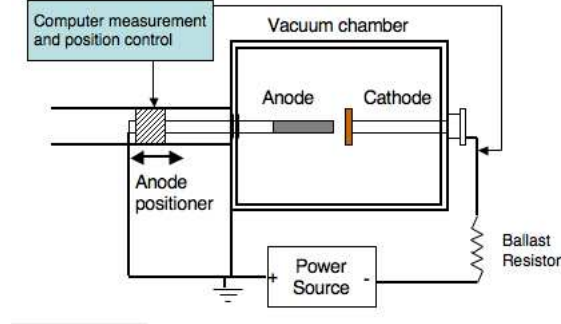 Computer measurement
and position control
Vacuum chamber
Anode
Cathode
Anode
positioner
Ballast
Resistor
+
Power
Source
-